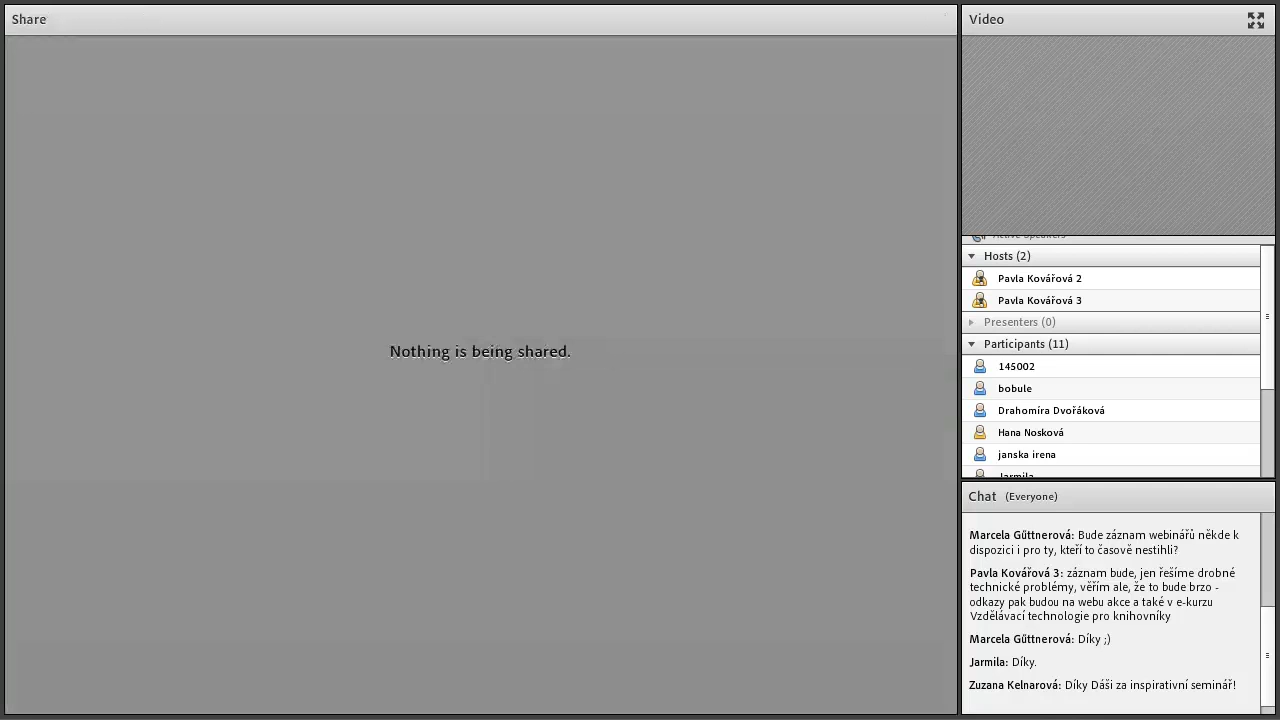 Share
Nothing is being shared.
Video
Active Speakers
Hosts (2)
Pavla Kovářová 2
Pavla Kovářová 3
Presenters (0)
Participants (11)
145002
bobule
Drahomíra Dvořáková
Hana Nosková
janska irena
Jarmila
Chat (Everyone)
Marcela Gűttnerová: Bude záznam webinářů někde k
dispozici i pro ty, kteří to časově nestihli?
Pavla Kovářová 3: záznam bude, jen řešíme drobné
technické problémy, věřím ale, že to bude brzo -
odkazy pak budou na webu akce a také v e-kurzu
Vzdělávací technologie pro knihovníky
Marcela Gűttnerová: Díky ;)
Jarmila: Díky.
Zuzana Kelnarová: Díky Dáši za inspirativní seminář!